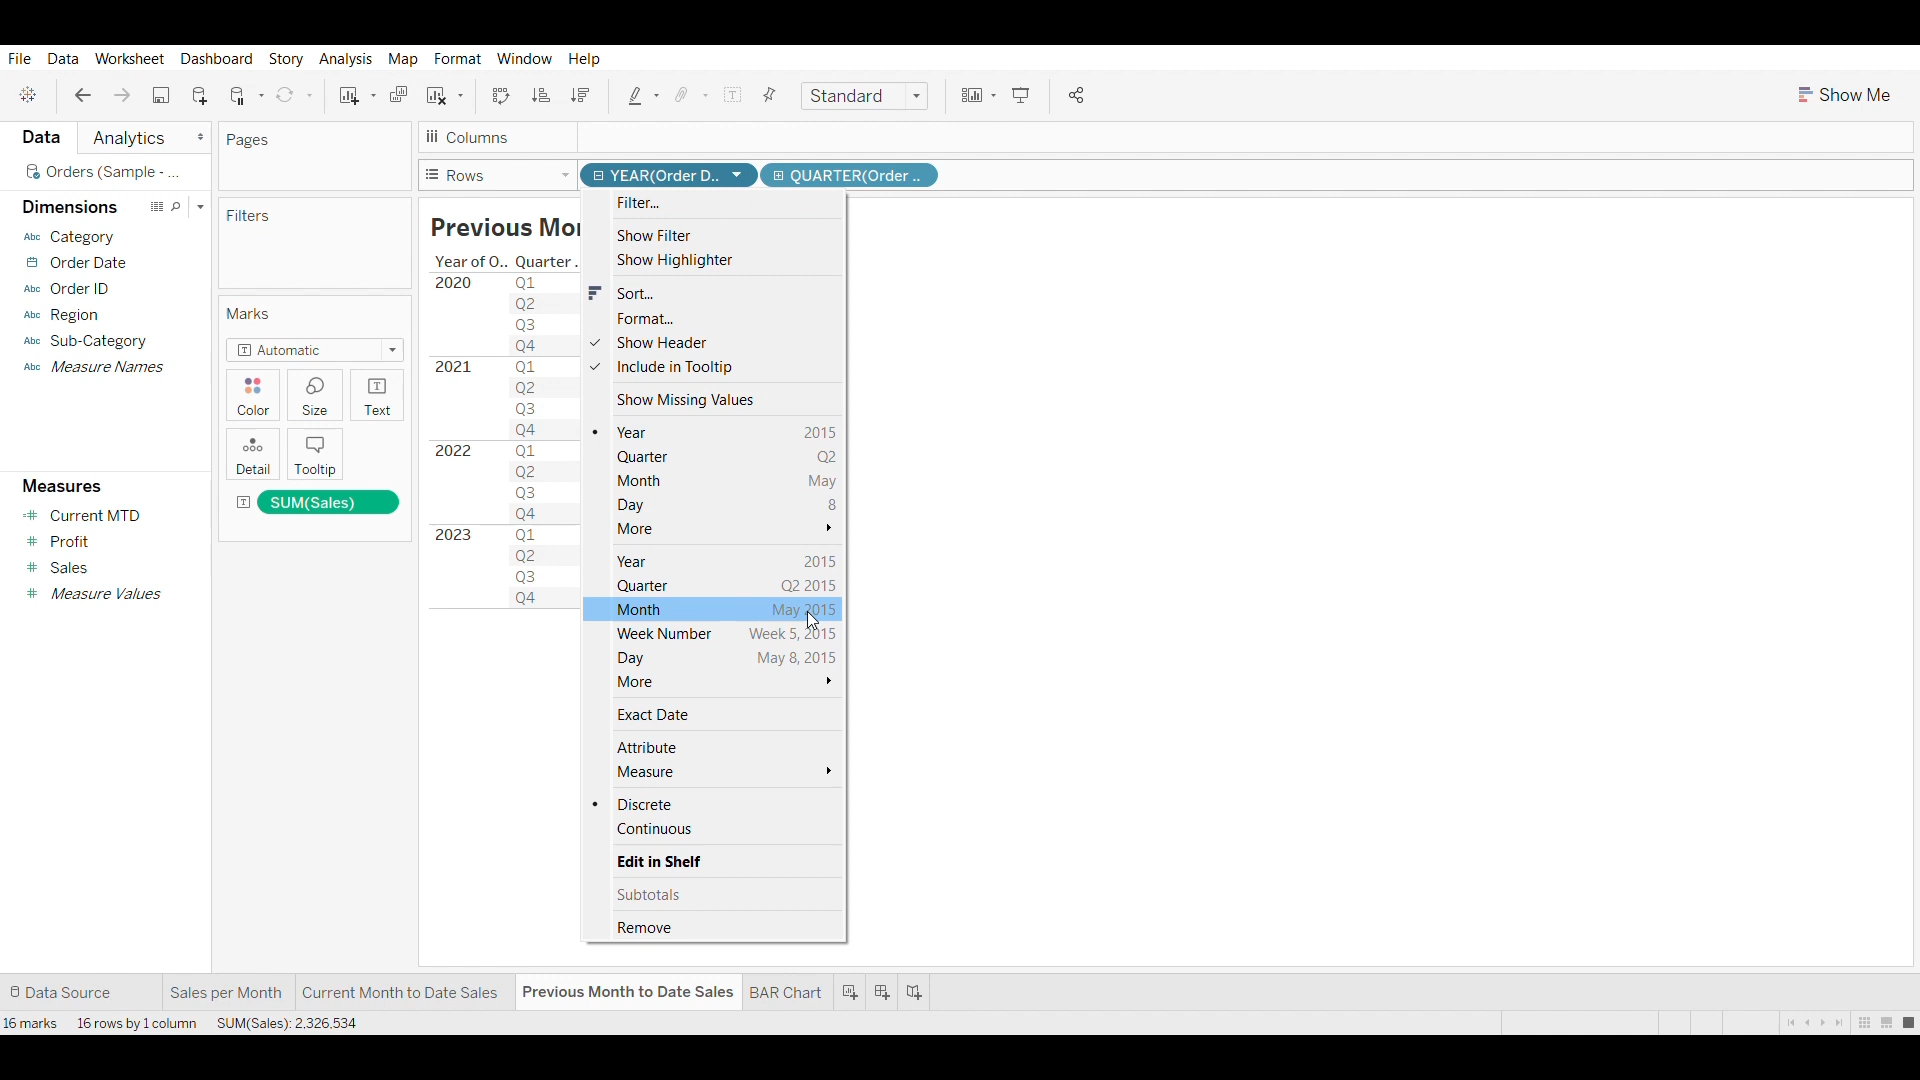 File Data Worksheet Dashboard Story Analysis Map Format Window Help
Standard
Show Me
Data Analytics
Orders (Sample - ...
Dimensions
Abc Category
Order Date
Abc Order ID
Abc Region
Abc Sub-Category
Abc Measure Names
Measures
=# Current MTD
# Profit
# Sales
# Measure Values
Pages
Filters
Marks
T Automatic
Color Size Text
Detail Tooltip
SUM(Sales)
Columns
Rows YEAR(Order D.. QUARTER(Order ..
Previous Mo
Year of O.. Quarter .
2020 Q1
Q2
Q3
Q4
2021 Q1
Q2
Q3
Q4
2022 Q1
Q2
Q3
Q4
2023 Q1
Q2
Q3
Q4
Filter...
Show Filter
Show Highlighter
Sort...
Format...
Show Header
Include in Tooltip
Show Missing Values
Year 2015
Quarter Q2
Month May
Day 8
More
Year 2015
Quarter Q2 2015
Month May 2015
Week Number Week 5, 2015
Day May 8, 2015
More
Exact Date
Attribute
Measure
Discrete
Continuous
Edit in Shelf
Subtotals
Remove
Data Source Sales per Month Current Month to Date Sales Previous Month to Date Sales BAR Chart
16 marks 16 rows by 1 column SUM(Sales): 2,326,534